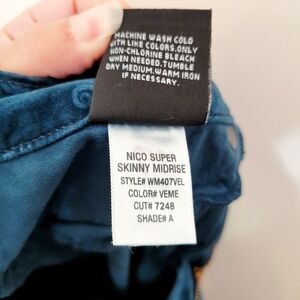 MACHINE WASH COLD
WITH LIKE COLORS.ONLY
NON-CHLORINE BLEACH
WHEN NEEDED.TUMBLE
DRY MEDIUM.WARM IRON
IF NECESSARY.
NICO SUPER
SKINNY MIDRISE
STYLE# WM407VEL
COLOR# VEME
CUT# 7248
SHADE# A